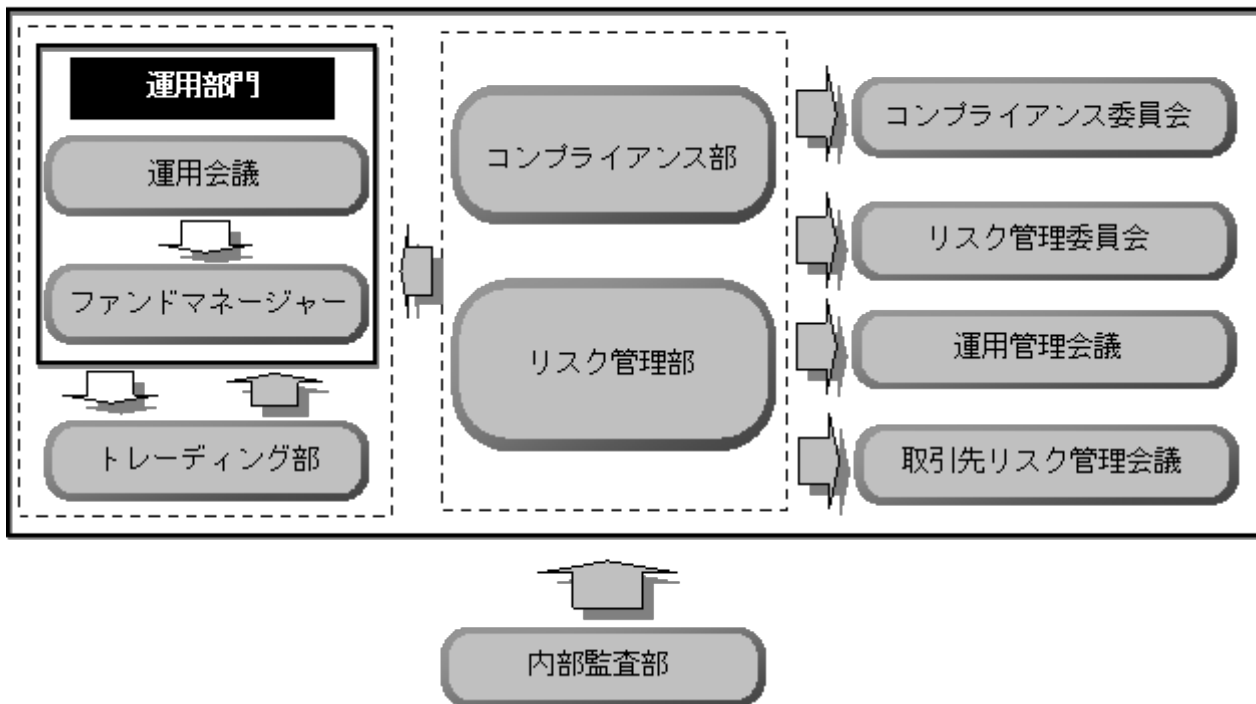 運用部門
運用会議
ファンドマネージャー
トレーディング部
コンプライアンス部
リスク管理部
コンプライアンス委員会
リスク管理委員会
運用管理会議
取引先リスク管理会議
内部監査部